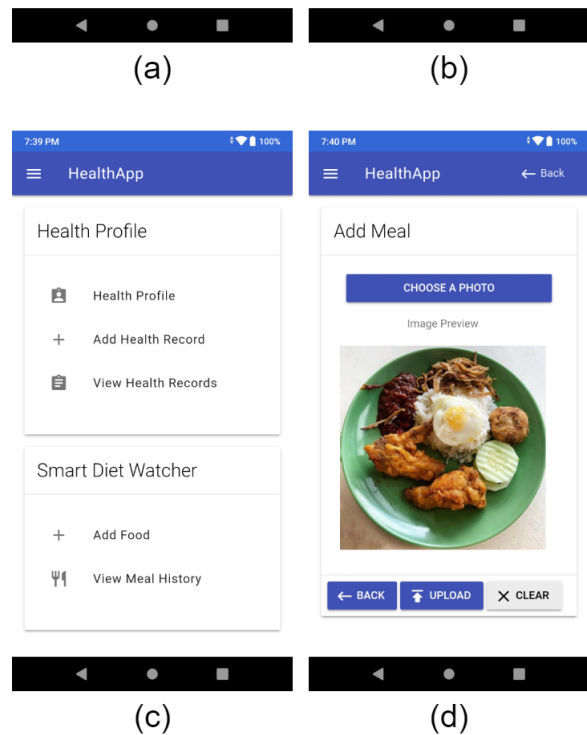 (a)
(b)
7:39 PM 100%
HealthApp
Health Profile
Health Profile
Add Health Record
View Health Records
Smart Diet Watcher
Add Food
View Meal History
(c)
7:40 PM 100%
HealthApp Back
Add Meal
CHOOSE A PHOTO
Image Preview
BACK UPLOAD CLEAR
(d)